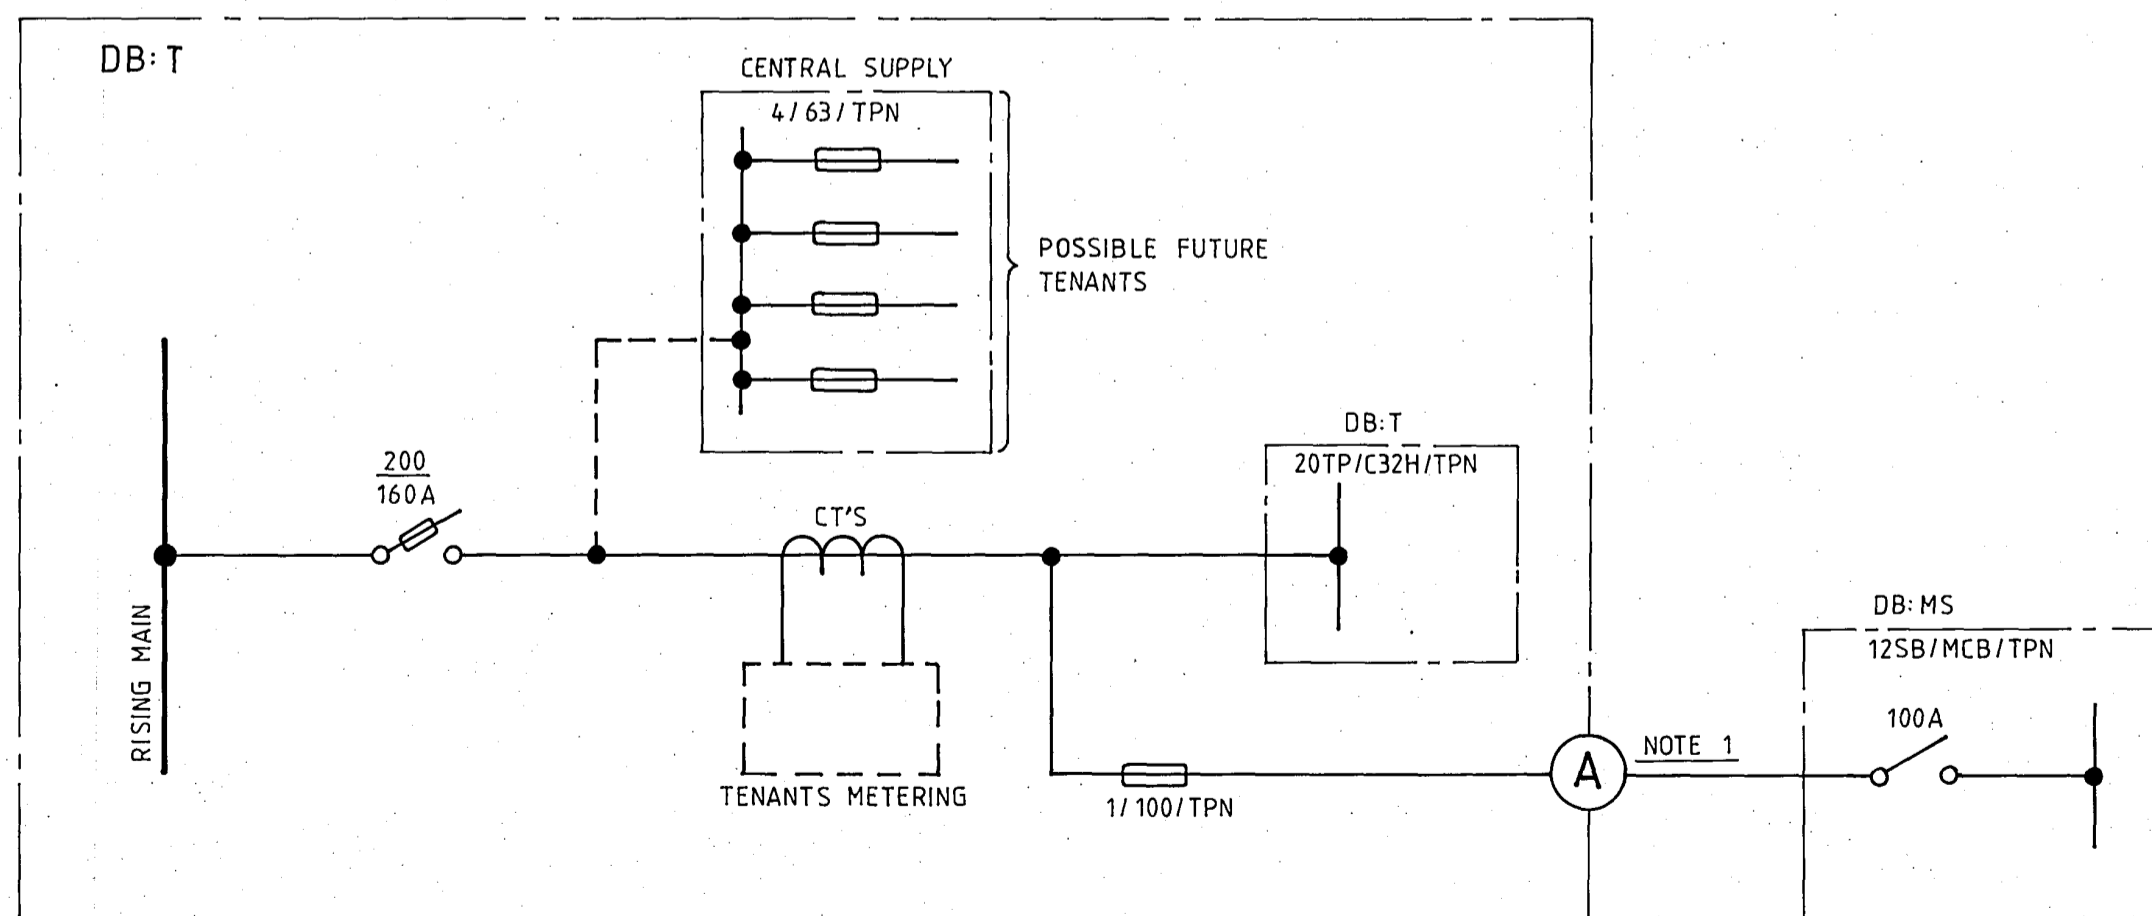 DB:T
CENTRAL SUPPLY
4/63/TPN
POSSIBLE FUTURE
TENANTS
200
160A
CT'S
DB:T
20TP/C32H/TPN
RISING MAIN
TENANTS METERING
1/100/TPN
A
NOTE 1
DB:MS
12SB/MCB/TPN
100A